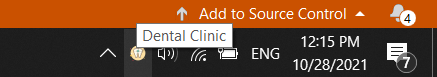 Add to Source Control
4
Dental Clinic
ENG
12:15 PM
10/28/2021
7